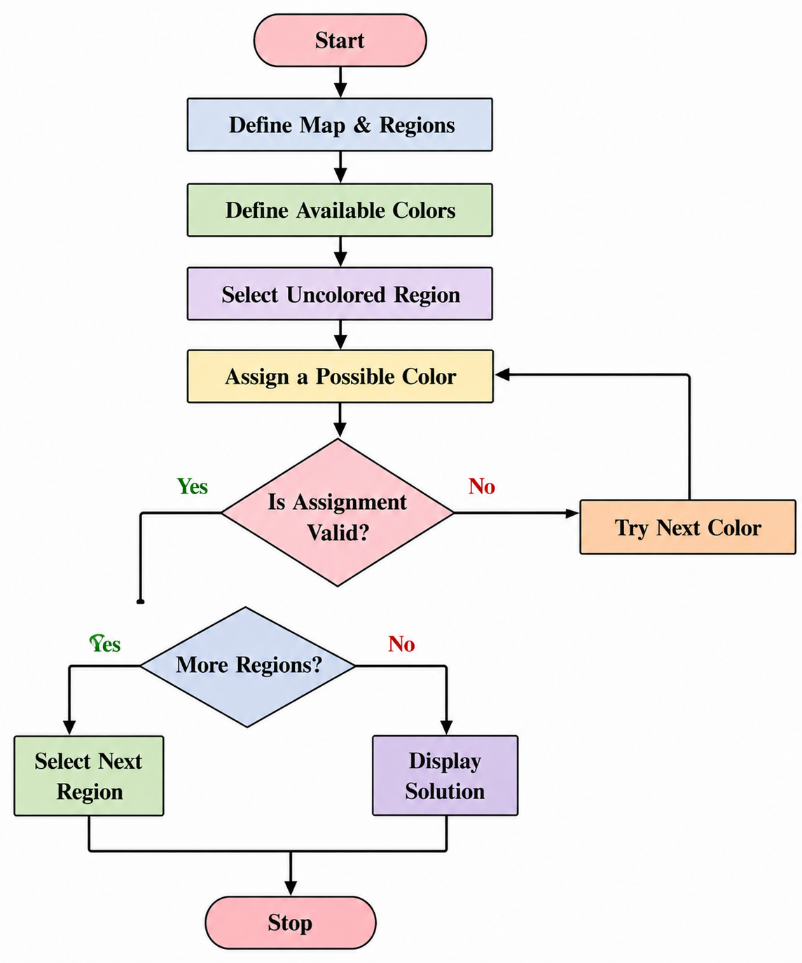 Start
Define Map & Regions
Define Available Colors
Select Uncolored Region
Assign a Possible Color
Is Assignment
Valid?
Yes
No
Try Next Color
More Regions?
Yes
No
Select Next
Region
Display
Solution
Stop